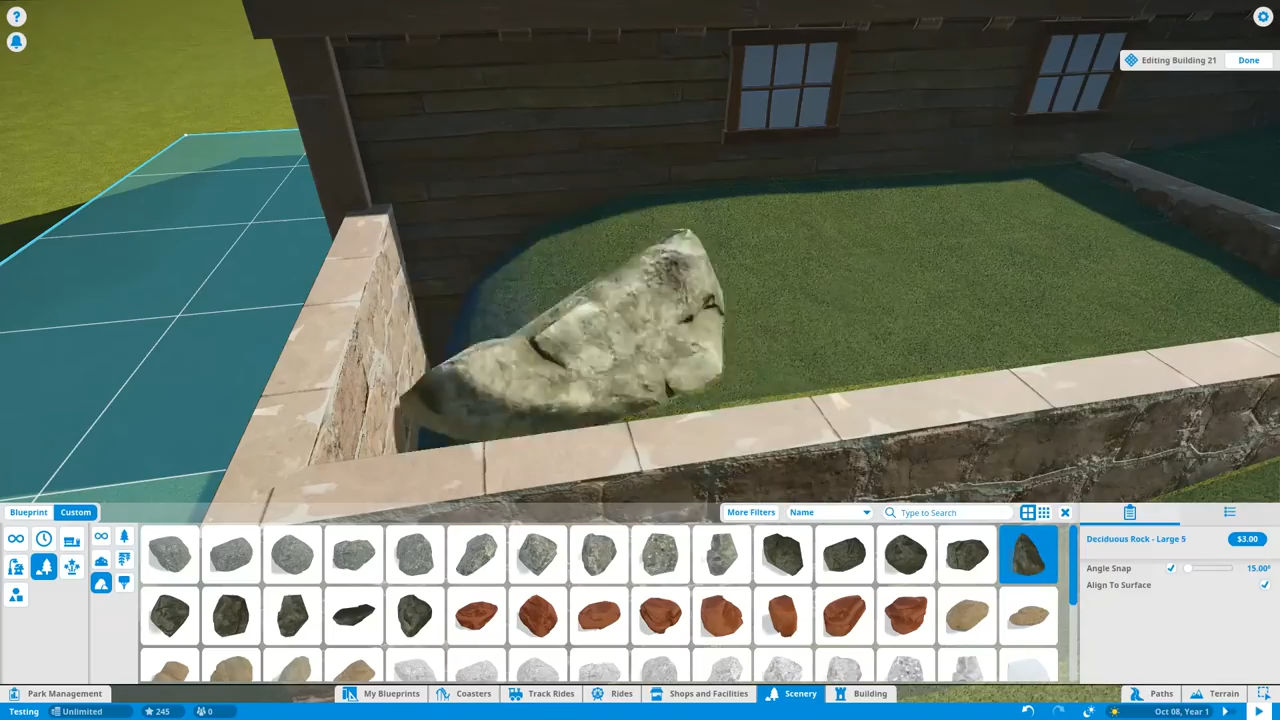 ?
Editing Building 21
Done
Blueprint
Custom
More Filters
Name
Type to Search
Deciduous Rock - Large 5
$3.00
Angle Snap
15.00°
Align To Surface
Park Management
My Blueprints
Coasters
Track Rides
Rides
Shops and Facilities
Scenery
Building
Paths
Terrain
Testing
Unlimited
245
0
Oct 08, Year 1